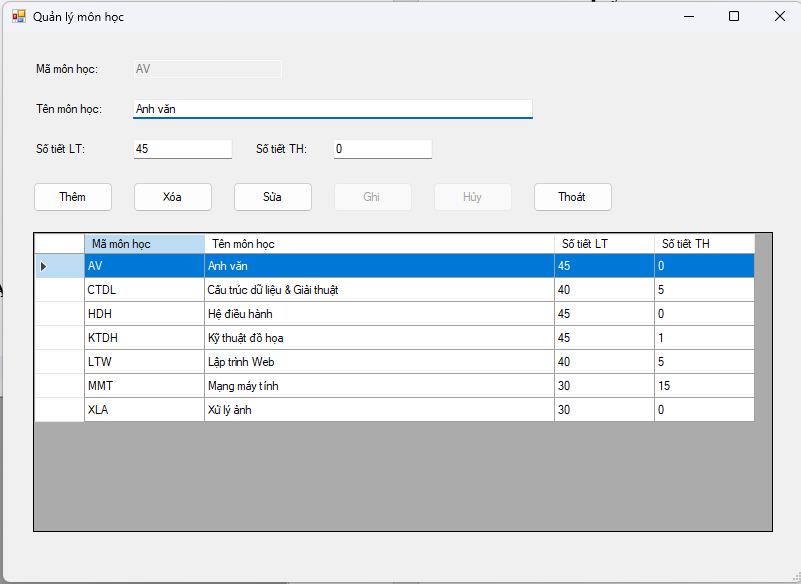 Quản lý môn học
Mã môn học: AV
Tên môn học: Anh văn
Số tiết LT: 45 Số tiết TH: 0
Thêm Xóa Sửa Ghi Hủy Thoát
Mã môn học Tên môn học Số tiết LT Số tiết TH
AV Anh văn 45 0
CTDL Cấu trúc dữ liệu & Giải thuật 40 5
HDH Hệ điều hành 45 0
KTDH Kỹ thuật đồ họa 45 1
LTW Lập trình Web 40 5
MMT Mạng máy tính 30 15
XLA Xử lý ảnh 30 0